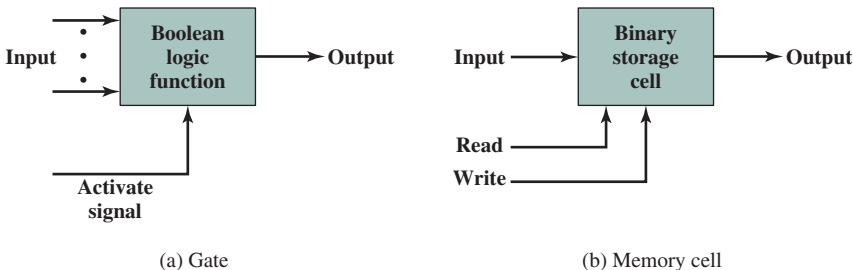 Input
Boolean
logic
function
Output
Activate
signal
(a) Gate
Input
Binary
storage
cell
Output
Read
Write
(b) Memory cell